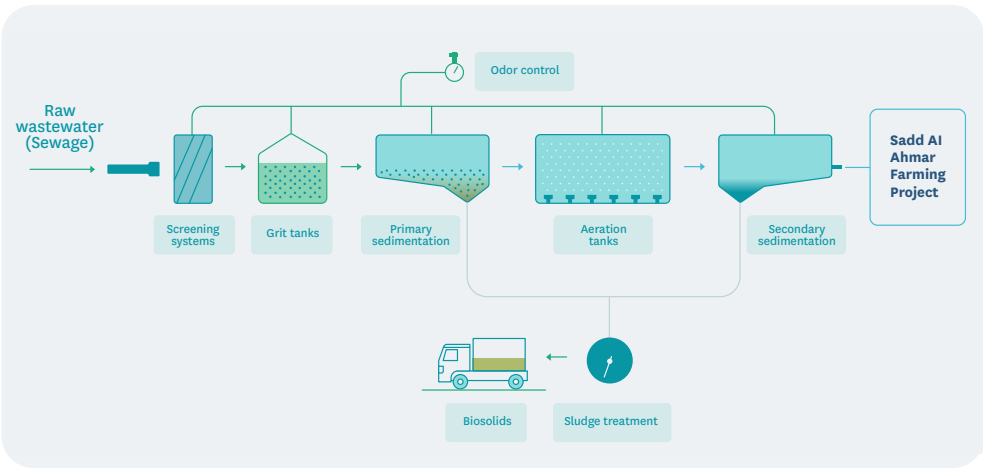 Odor control
Raw
wastewater
(Sewage)
Sadd AI
Ahmar
Farming
Project
Screening
systems
Grit tanks
Primary
sedimentation
Aeration
tanks
Secondary
sedimentation
Biosolids
Sludge treatment